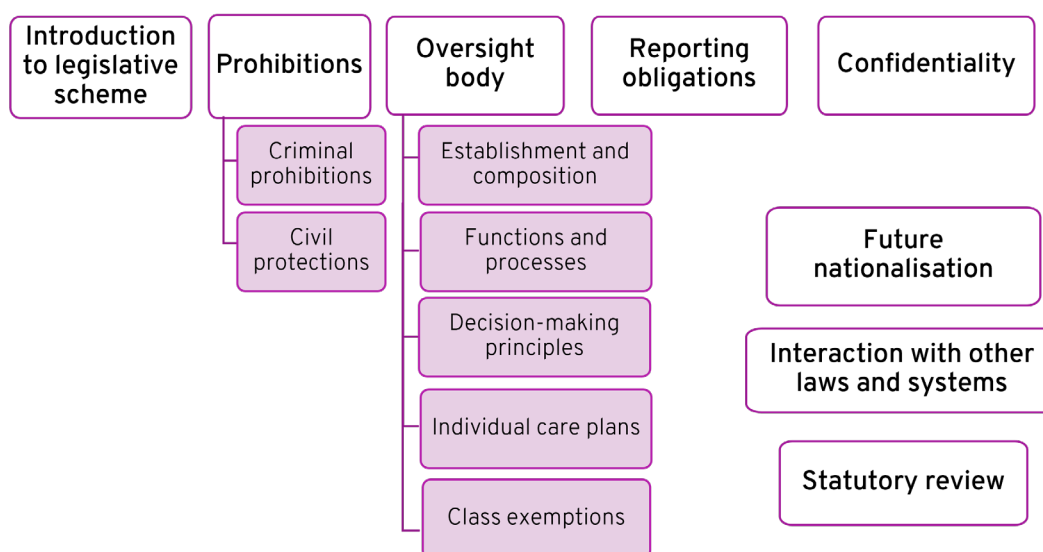 Introduction
to legislative
scheme
Prohibitions
Oversight
body
Reporting
obligations
Confidentiality
Criminal
prohibitions
Civil
protections
Establishment and
composition
Functions and
processes
Decision-making
principles
Individual care plans
Class exemptions
Future
nationalisation
Interaction with other
laws and systems
Statutory review